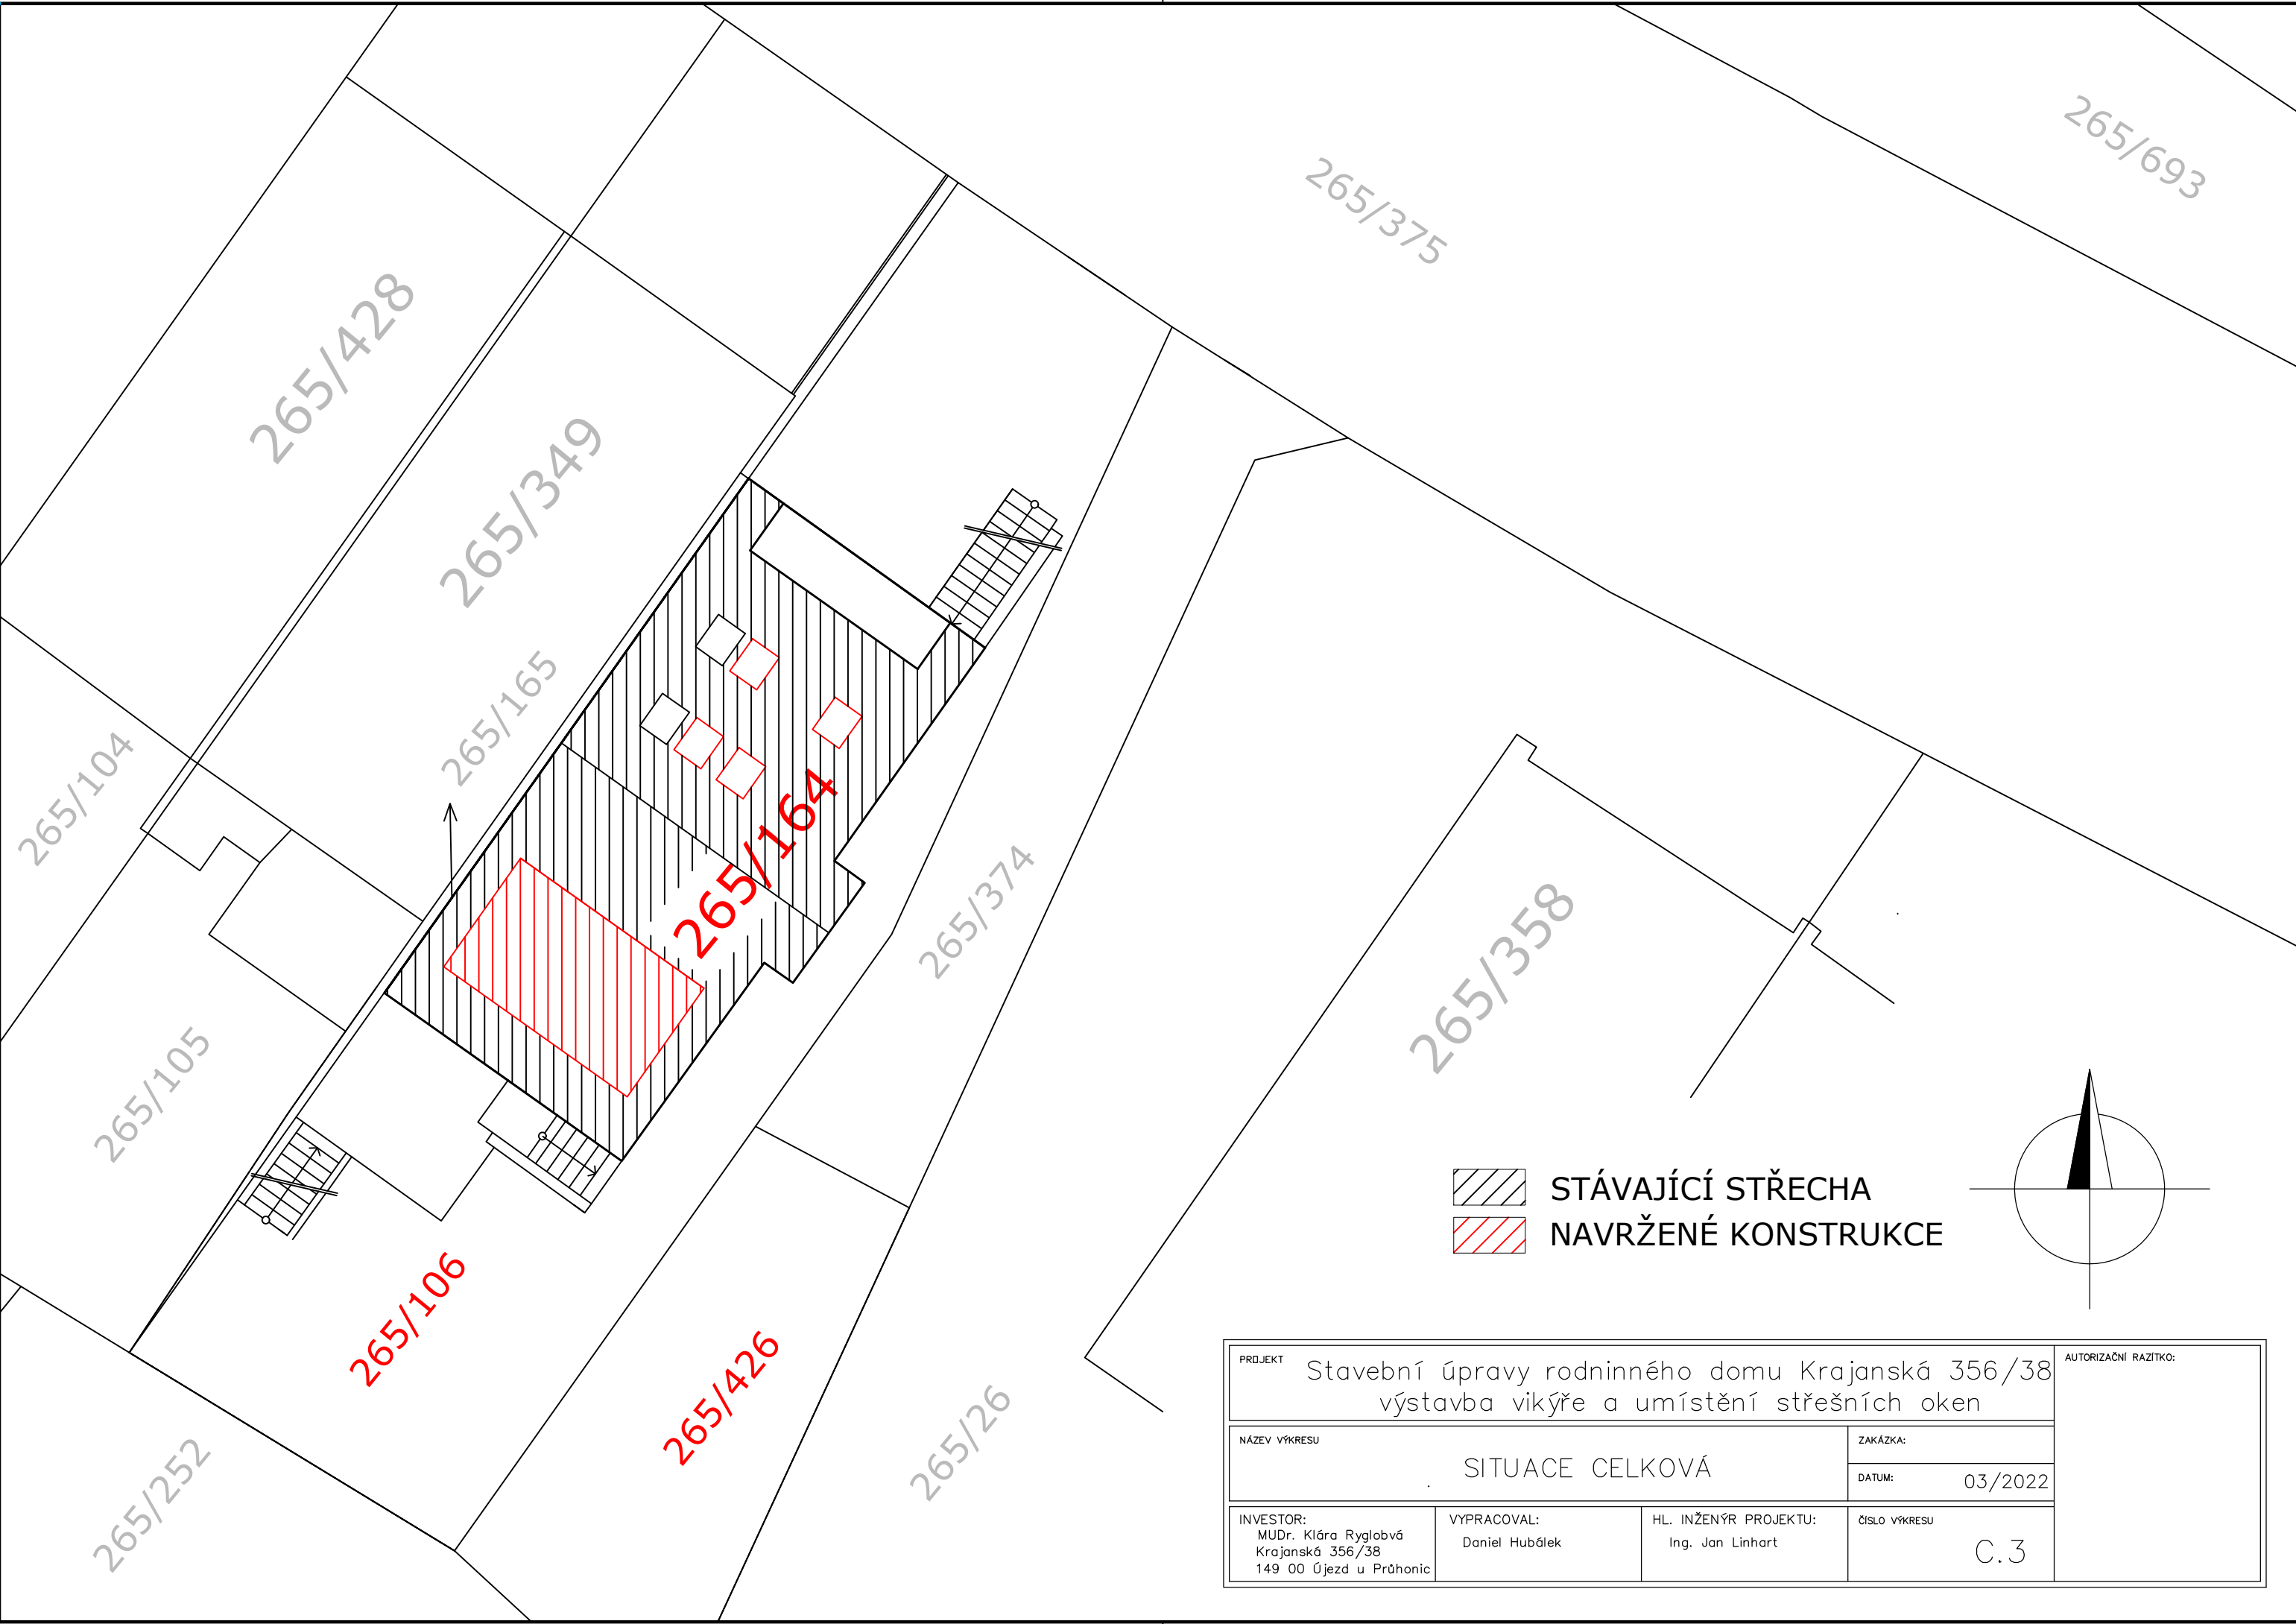 265/693
265/375
265/428
265/349
265/165
265/104
265/164
265/374
265/358
265/105
265/106
265/426
265/26
265/252
STÁVAJÍCÍ STŘECHA
NAVRŽENÉ KONSTRUKCE
PROJEKT
Stavební úpravy rodninného domu Krajanská 356/38
výstavba vikýře a umístění střešních oken
AUTORIZAČNÍ RAZÍTKO:
NÁZEV VÝKRESU
SITUACE CELKOVÁ
ZAKÁZKA:
DATUM: 03/2022
INVESTOR:
MUDr. Klára Ryglobvá
Krajanská 356/38
149 00 Újezd u Průhonic
VYPRACOVAL:
Daniel Hubálek
HL. INŽENÝR PROJEKTU:
Ing. Jan Linhart
ČÍSLO VÝKRESU
C.3